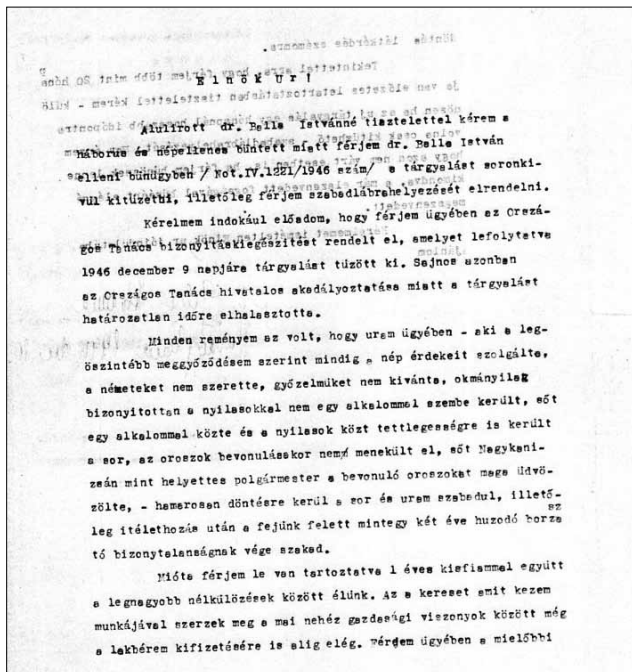 ELNÖK UR!
Alulirott dr. Balla Istvánné tisztelettel kérem a
háborus és népellenes büntett miatt férjem dr. Balla István
elleni bünügyben / Not.IV.1221/1946 szám/ a tárgyalást soronki-
vül kitüzetni, illetőleg férjem szabadlábrahelyezését elrendelni.
Kérelmem indokául előadom, hogy férjem ügyében az Orszá-
gos Tanács bizonyitáskiegészitést rendelt el, amelyet lefolytatva
1946 december 9 napjára tárgyalást tüzött ki. Sajnos azonban
az Országos Tanács hivatalos akadályoztatása miatt a tárgyalást
határozatlan időre elhalasztotta.
Minden reményem az volt, hogy uram ügyében - aki a leg-
őszintébb meggyőződésem szerint mindig a nép érdekeit szolgálta,
a németeket nem szerette, győzelmüket nem kivánta, okmányilag
bizonyitottan a nyilasokkal nem egy alkalommal szembe került, sőt
egy alkalommal közte és a nyilasok közt tettlegességre is került
a sor, az oroszok bevonulásakor nem menekült el, sőt Nagykani-
zsán mint helyettes polgármester a bevonuló oroszokat maga üdvö-
zölte, - hamarosan döntésre kerül a sor és uram szabadul, illető-
leg itélethozás után a fejünk felett mintegy két éve huzodó borzasz
tó bizonytalanságnak vége szakad.
Mióta férjem le van tartoztatva 1 éves kisfiammal együtt
a legnagyobb nélkülözések között élünk. Az a kereset amit kezem
munkájával szerzek meg a mai nehéz gazdasági viszonyok között még
a lakbérem kifizetésére is alig elég. Férjem ügyében a mielőbbi